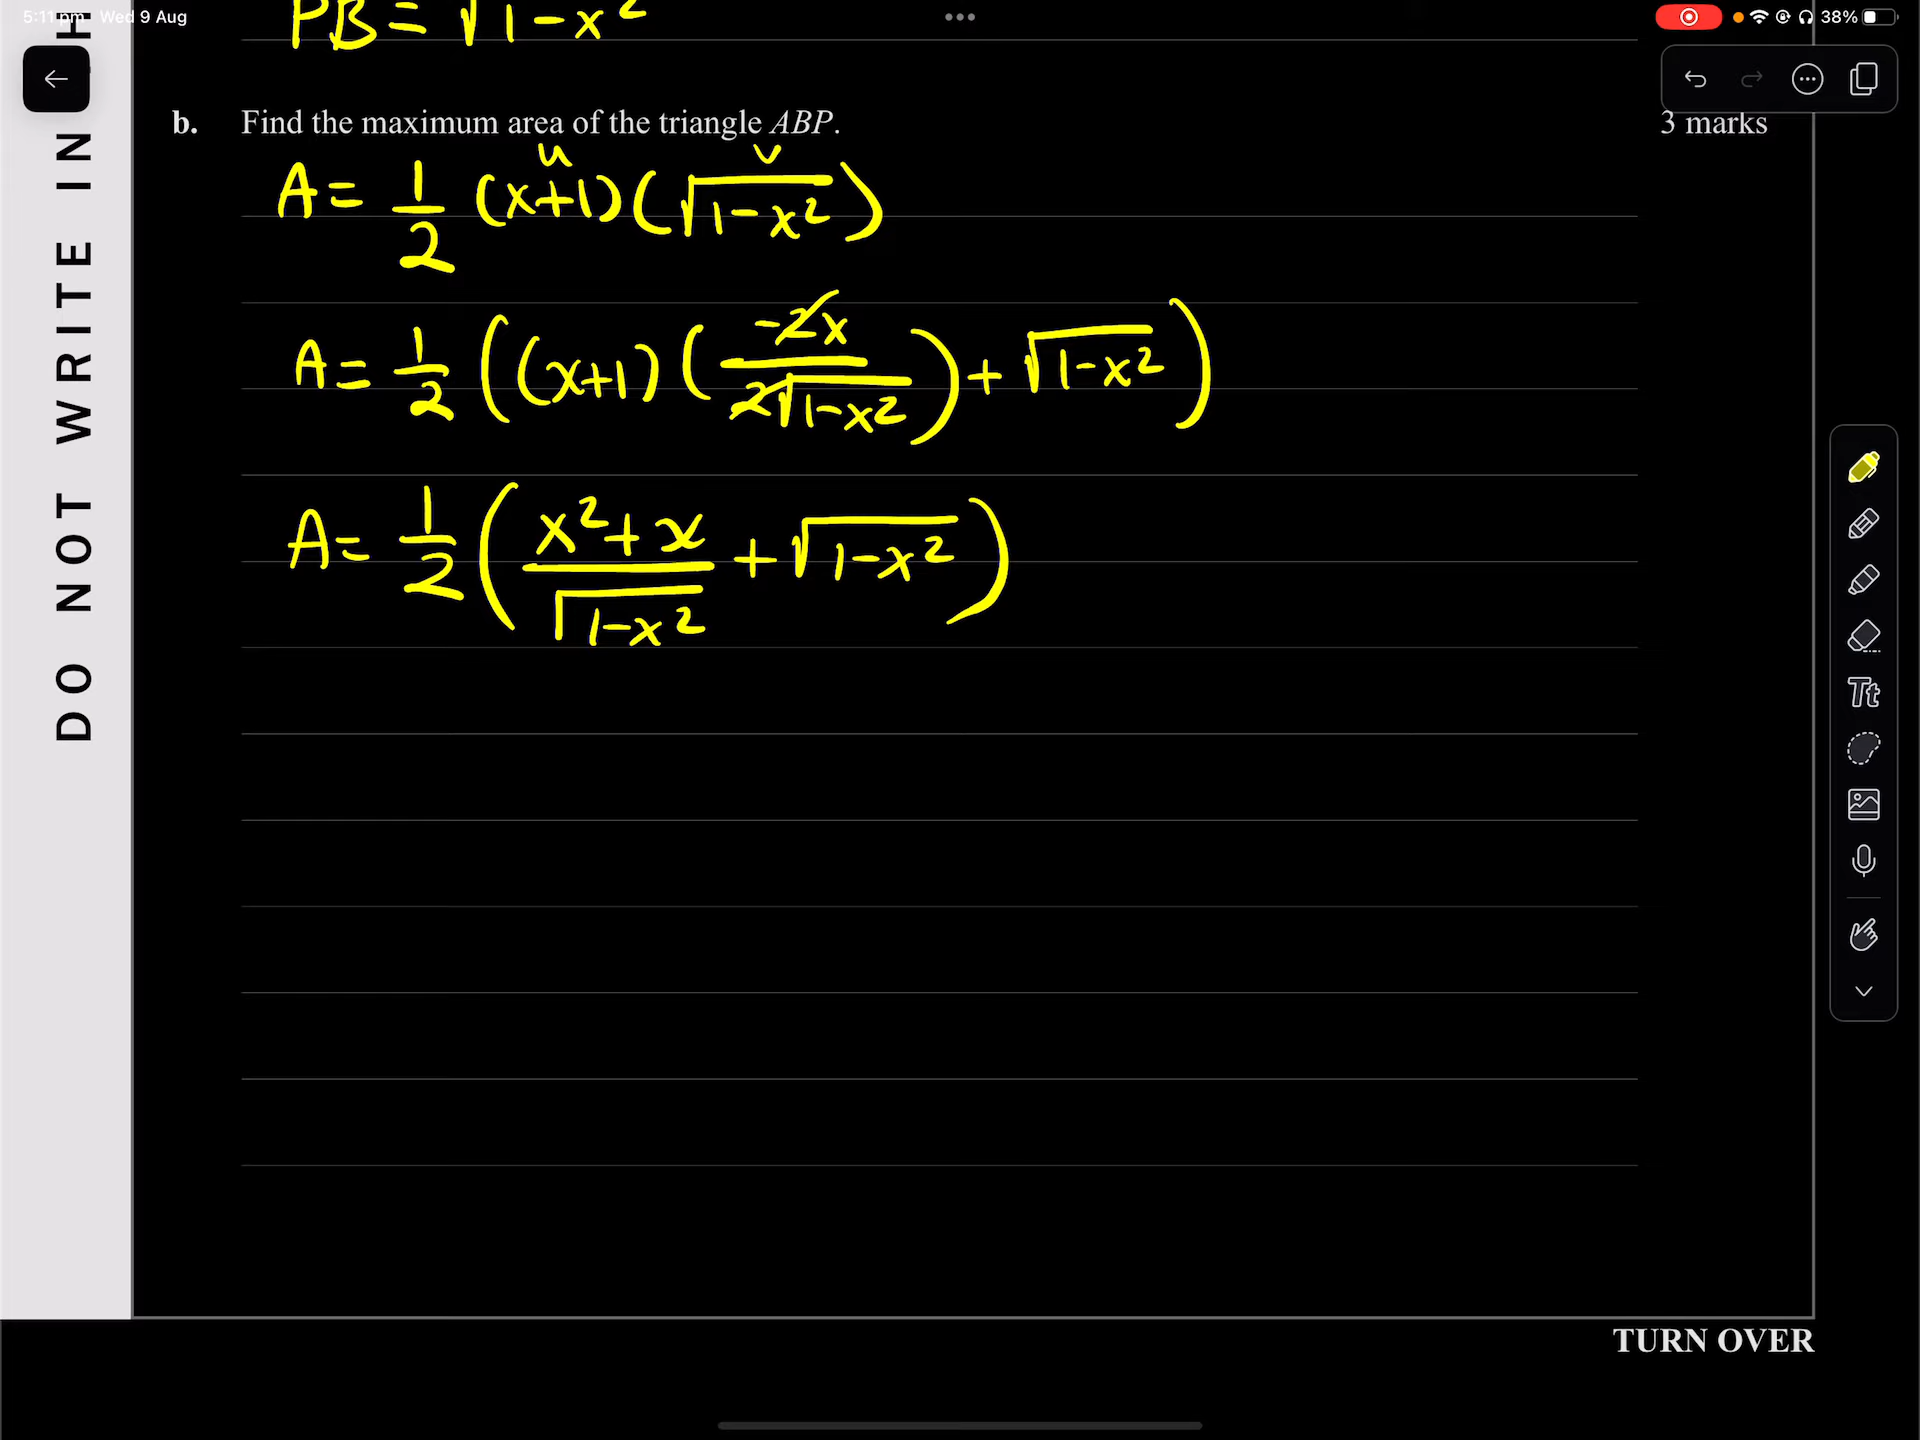 5:11 pm Wed 9 Aug
38%
PB = √1-x²
b. Find the maximum area of the triangle ABP.
3 marks
u v
A = 1/2 (x+1)(√1-x²)
A = 1/2 ((x+1)(-2x/2√1-x²) + √1-x²)
A = 1/2 (x²+x/√1-x² + √1-x²)
DO NOT WRITE IN
Tt
TURN OVER